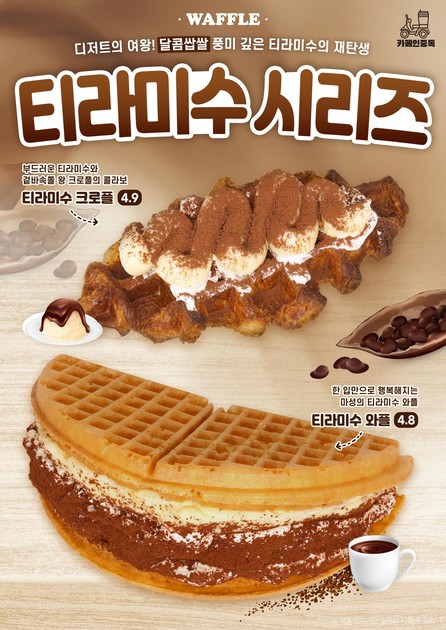 · WAFFLE ·
카페인중독
디저트의 여왕! 달콤쌉쌀 풍미 깊은 티라미수의 재탄생
티라미수 시리즈
부드러운 티라미수와
겉바속쫄 왕 크로플의 콜라보
티라미수 크로플 4.9
한 입만으로 행복해지는
마성의 티라미수 와플
티라미수 와플 4.8